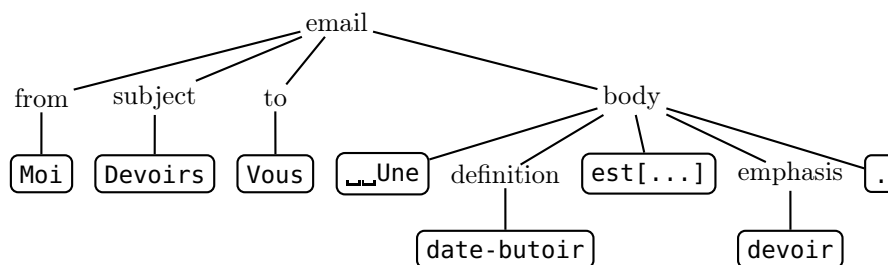 email
from subject to body
Moi Devoirs Vous ␣␣Une definition est[...] emphasis .
date-butoir devoir